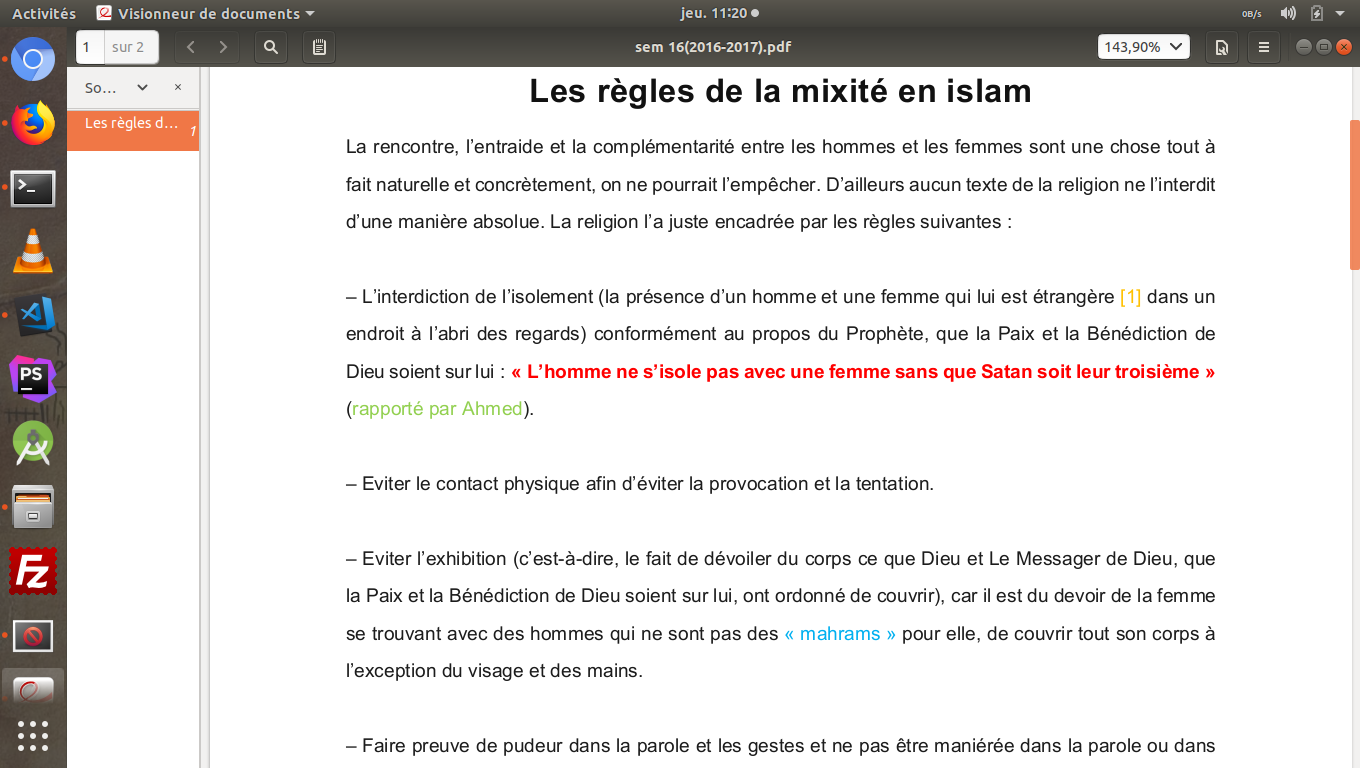 Activités
Visionneur de documents
jeu. 11:20
0B/s
1
sur 2
sem 16(2016-2017).pdf
143,90%
So…
×
Les règles d…
1
Les règles de la mixité en islam
La rencontre, l’entraide et la complémentarité entre les hommes et les femmes sont une chose tout à
fait naturelle et concrètement, on ne pourrait l’empêcher. D’ailleurs aucun texte de la religion ne l’interdit
d’une manière absolue. La religion l’a juste encadrée par les règles suivantes :
– L’interdiction de l’isolement (la présence d’un homme et une femme qui lui est étrangère [1] dans un
endroit à l’abri des regards) conformément au propos du Prophète, que la Paix et la Bénédiction de
Dieu soient sur lui : « L’homme ne s’isole pas avec une femme sans que Satan soit leur troisième »
(rapporté par Ahmed).
– Eviter le contact physique afin d’éviter la provocation et la tentation.
– Eviter l’exhibition (c’est-à-dire, le fait de dévoiler du corps ce que Dieu et Le Messager de Dieu, que
la Paix et la Bénédiction de Dieu soient sur lui, ont ordonné de couvrir), car il est du devoir de la femme
se trouvant avec des hommes qui ne sont pas des « mahrams » pour elle, de couvrir tout son corps à
l’exception du visage et des mains.
– Faire preuve de pudeur dans la parole et les gestes et ne pas être maniérée dans la parole ou dans
PS
Fz